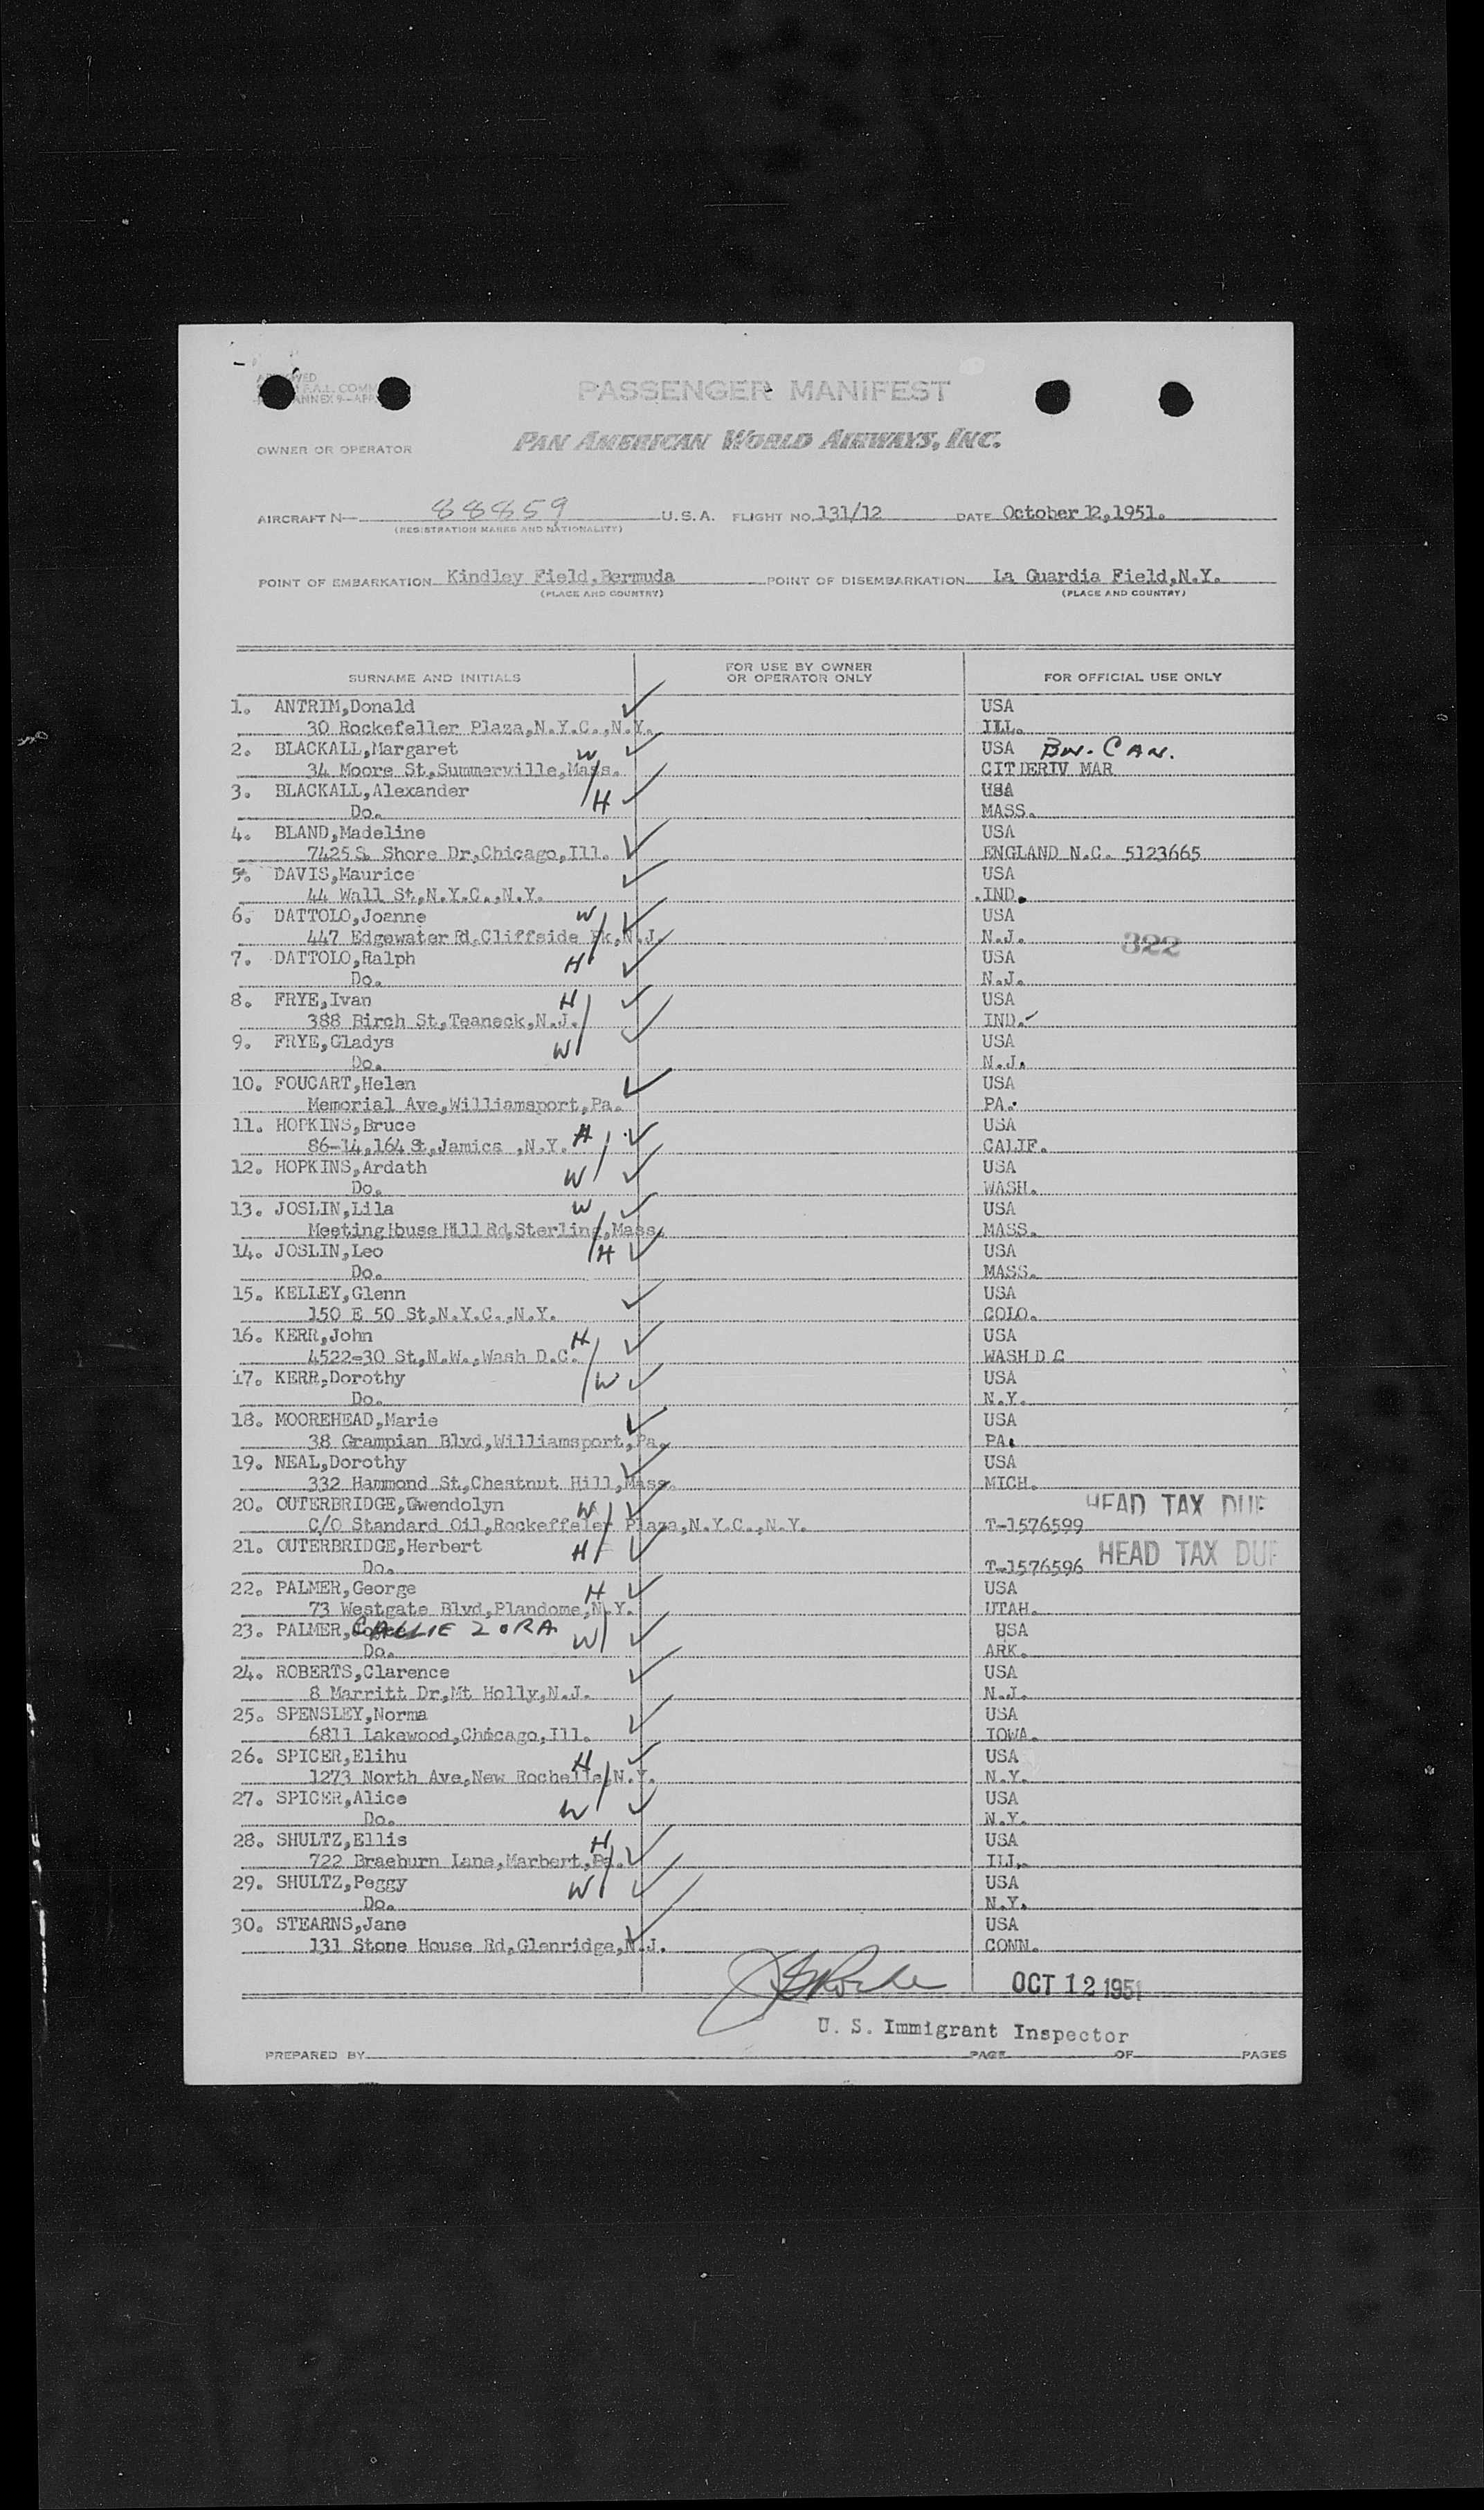 PASSENGER MANIFEST
OWNER OR OPERATOR
PAN AMERICAN WORLD AIRWAYS, INC.
AIRCRAFT N— 88859 U.S.A. FLIGHT NO. 131/12 DATE October 12,1951.
(REGISTRATION MARKS AND NATIONALITY)
POINT OF EMBARKATION Kindley Field,Bermuda POINT OF DISEMBARKATION La Guardia Field,N.Y.
(PLACE AND COUNTRY) (PLACE AND COUNTRY)
SURNAME AND INITIALS FOR USE BY OWNER OR OPERATOR ONLY FOR OFFICIAL USE ONLY
1. ANTRIM,Donald USA
30 Rockefeller Plaza,N.Y.C.,N.Y. ILL.
2. BLACKALL,Margaret W USA Bn. CAN.
34 Moore St,Summerville,Mass. CIT DERIV MAR
3. BLACKALL,Alexander H USA
Do. MASS.
4. BLAND,Madeline USA
7425 S. Shore Dr,Chicago,Ill. ENGLAND N.C. 5123665
5. DAVIS,Maurice USA
44 Wall St,N.Y.C.,N.Y. IND.
6. DATTOLO,Joanne W USA
447 Edgewater Rd,Cliffside Pk,N.J. N.J. 322
7. DATTOLO,Ralph H USA
Do. N.J.
8. FRYE,Ivan H USA
388 Birch St,Teaneck,N.J. IND.
9. FRYE,Gladys W USA
Do. N.J.
10. FOUCART,Helen USA
Memorial Ave,Williamsport,Pa. PA.
11. HOPKINS,Bruce H USA
86-14,164 St,Jamica ,N.Y. CALIF.
12. HOPKINS,Ardath W USA
Do. WASH.
13. JOSLIN,Lila W USA
Meeting House Hill Rd,Sterling,Mass. MASS.
14. JOSLIN,Leo H USA
Do. MASS.
15. KELLEY,Glenn USA
150 E 50 St,N.Y.C.,N.Y. COLO.
16. KERR,John H USA
4522-30 St,N.W.,Wash D.C. WASH D C
17. KERR,Dorothy W USA
Do. N.Y.
18. MOOREHEAD,Marie USA
38 Grampian Blvd,Williamsport,Pa. PA.
19. NEAL,Dorothy USA
332 Hammond St,Chestnut Hill,Mass. MICH.
20. OUTERBRIDGE,Gwendolyn W HEAD TAX DUE
C/O Standard Oil,Rockeffeler Plaza,N.Y.C.,N.Y. T-1576599
21. OUTERBRIDGE,Herbert H HEAD TAX DUE
Do. T-1576596
22. PALMER,George H USA
73 Westgate Blvd,Plandome,N.Y. UTAH.
23. PALMER, CALLIE ZORA W USA
Do. ARK.
24. ROBERTS,Clarence USA
8 Marritt Dr,Mt Holly,N.J. N.J.
25. SPENSLEY,Norma USA
6811 Lakewood,Chicago,Ill. IOWA.
26. SPICER,Elihu H USA
1273 North Ave,New Rochelle,N.Y. N.Y.
27. SPICER,Alice W USA
Do. N.Y.
28. SHULTZ,Ellis H USA
722 Braeburn Lane,Marbert,Pa. ILL.
29. SHULTZ,Peggy W USA
Do. N.Y.
30. STEARNS,Jane USA
131 Stone House Rd,Glenridge,N.J. CONN.
OCT 12 1951
U. S. Immigrant Inspector
PREPARED BY PAGE OF PAGES